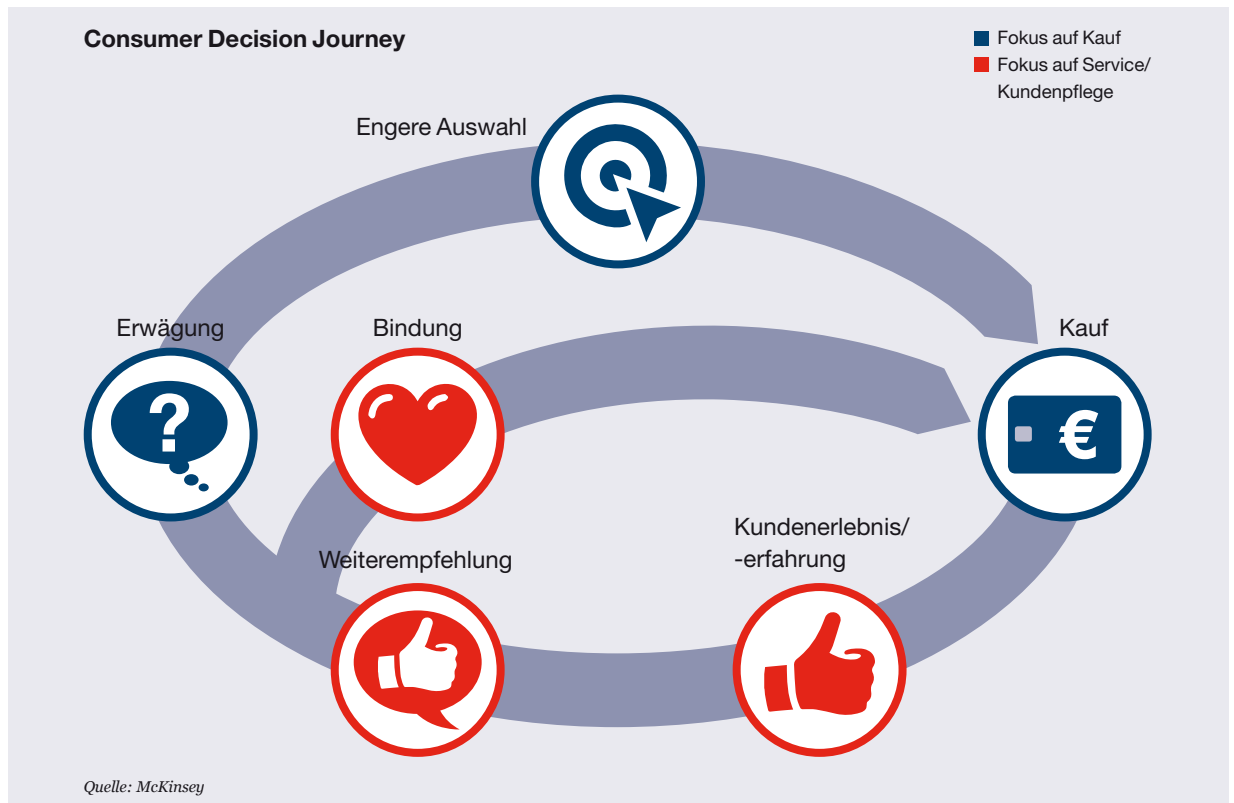 Consumer Decision Journey
Fokus auf Kauf
Fokus auf Service/
Kundenpflege
Engere Auswahl
Erwägung
Bindung
Kauf
?
€
Kundenerlebnis/
-erfahrung
Weiterempfehlung
Quelle: McKinsey